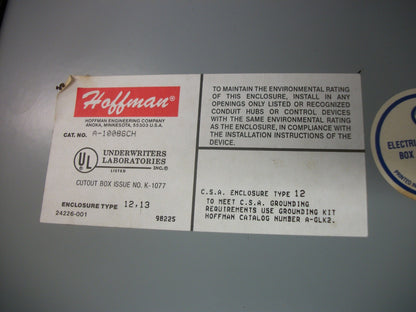 Hoffman®
HOFFMAN ENGINEERING COMPANY
ANOKA, MINNESOTA, 55303 U.S.A.
CAT. NO. A-10086CH
UL
UNDERWRITERS
LABORATORIES
INC.®
LISTED
CUTOUT BOX ISSUE NO. K-1077
ENCLOSURE TYPE 12,13
24226-001
98225
TO MAINTAIN THE ENVIRONMENTAL RATING
OF THIS ENCLOSURE, INSTALL IN ANY
OPENINGS ONLY LISTED OR RECOGNIZED
CONDUIT HUBS OR CONTROL DEVICES
WITH THE SAME ENVIRONMENTAL RATING
AS THE ENCLOSURE, IN COMPLIANCE WITH
THE INSTALLATION INSTRUCTIONS OF THE
DEVICE.
C.S.A. ENCLOSURE TYPE 12
TO MEET C.S.A. GROUNDING
REQUIREMENTS USE GROUNDING KIT
HOFFMAN CATALOG NUMBER A-GLK2.
ELECTRI
BOX
PRINTED